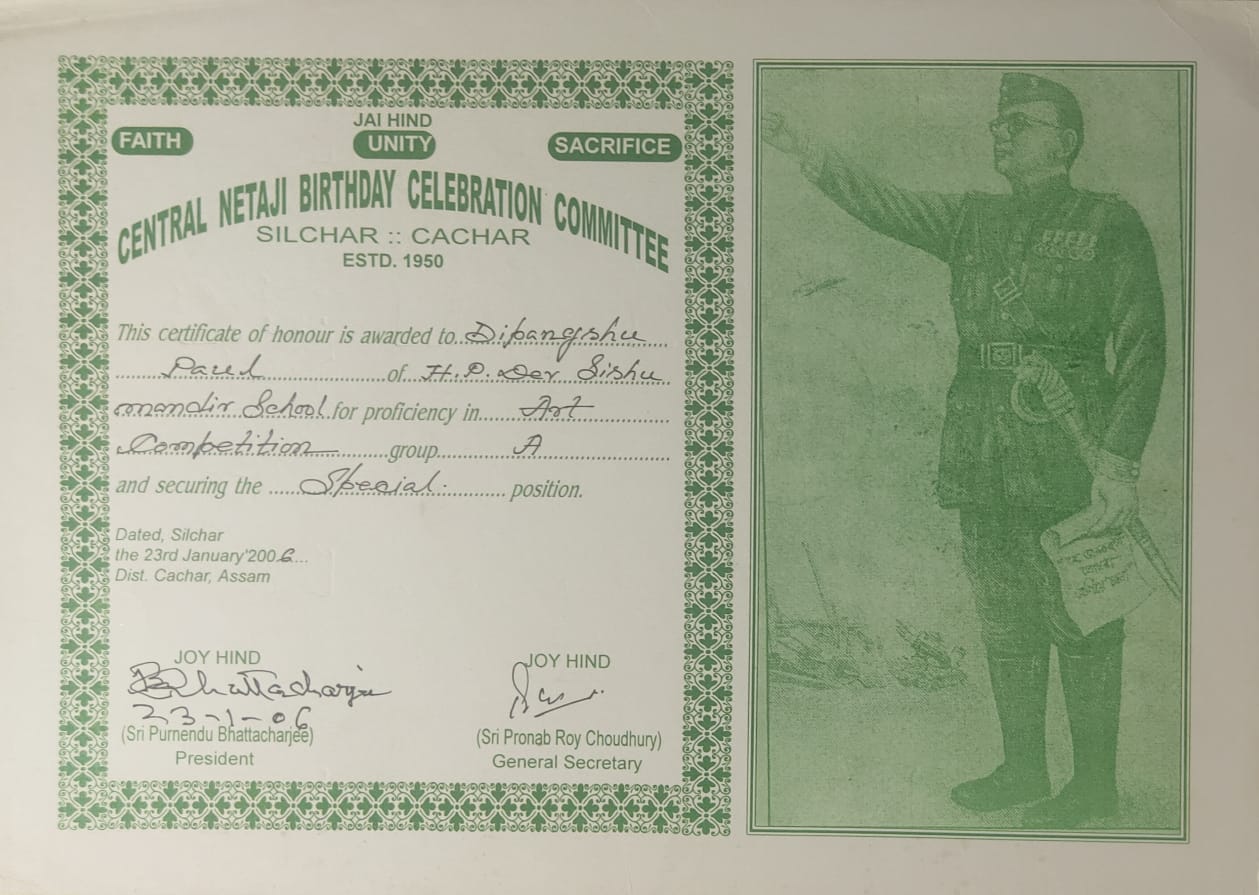 JAI HIND
FAITH UNITY SACRIFICE
CENTRAL NETAJI BIRTHDAY CELEBRATION COMMITTEE
SILCHAR :: CACHAR
ESTD. 1950
This certificate of honour is awarded to Dipangshu
Paul of H.P. Dev Sishu
mandir School for proficiency in Art
Competition group A
and securing the Special position.
Dated, Silchar
the 23rd January'2006
Dist. Cachar, Assam
JOY HIND JOY HIND
Bhattacharjee
23-1-06
(Sri Purnendu Bhattacharjee) (Sri Pronab Roy Choudhury)
President General Secretary